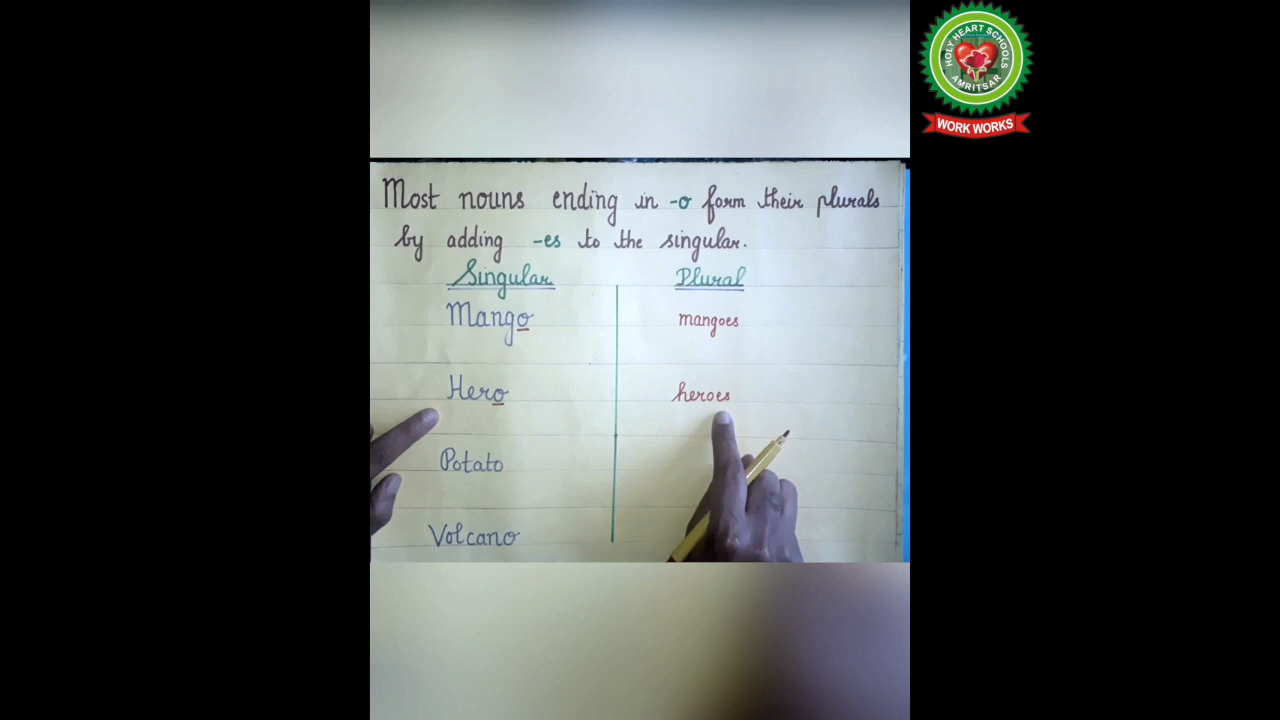 HOLY HEART SCHOOLS
AMRITSAR
WORK WORKS
Most nouns ending in -o form their plurals
by adding -es to the singular.
Singular Plural
Mango mangoes
Hero heroes
Potato
Volcano